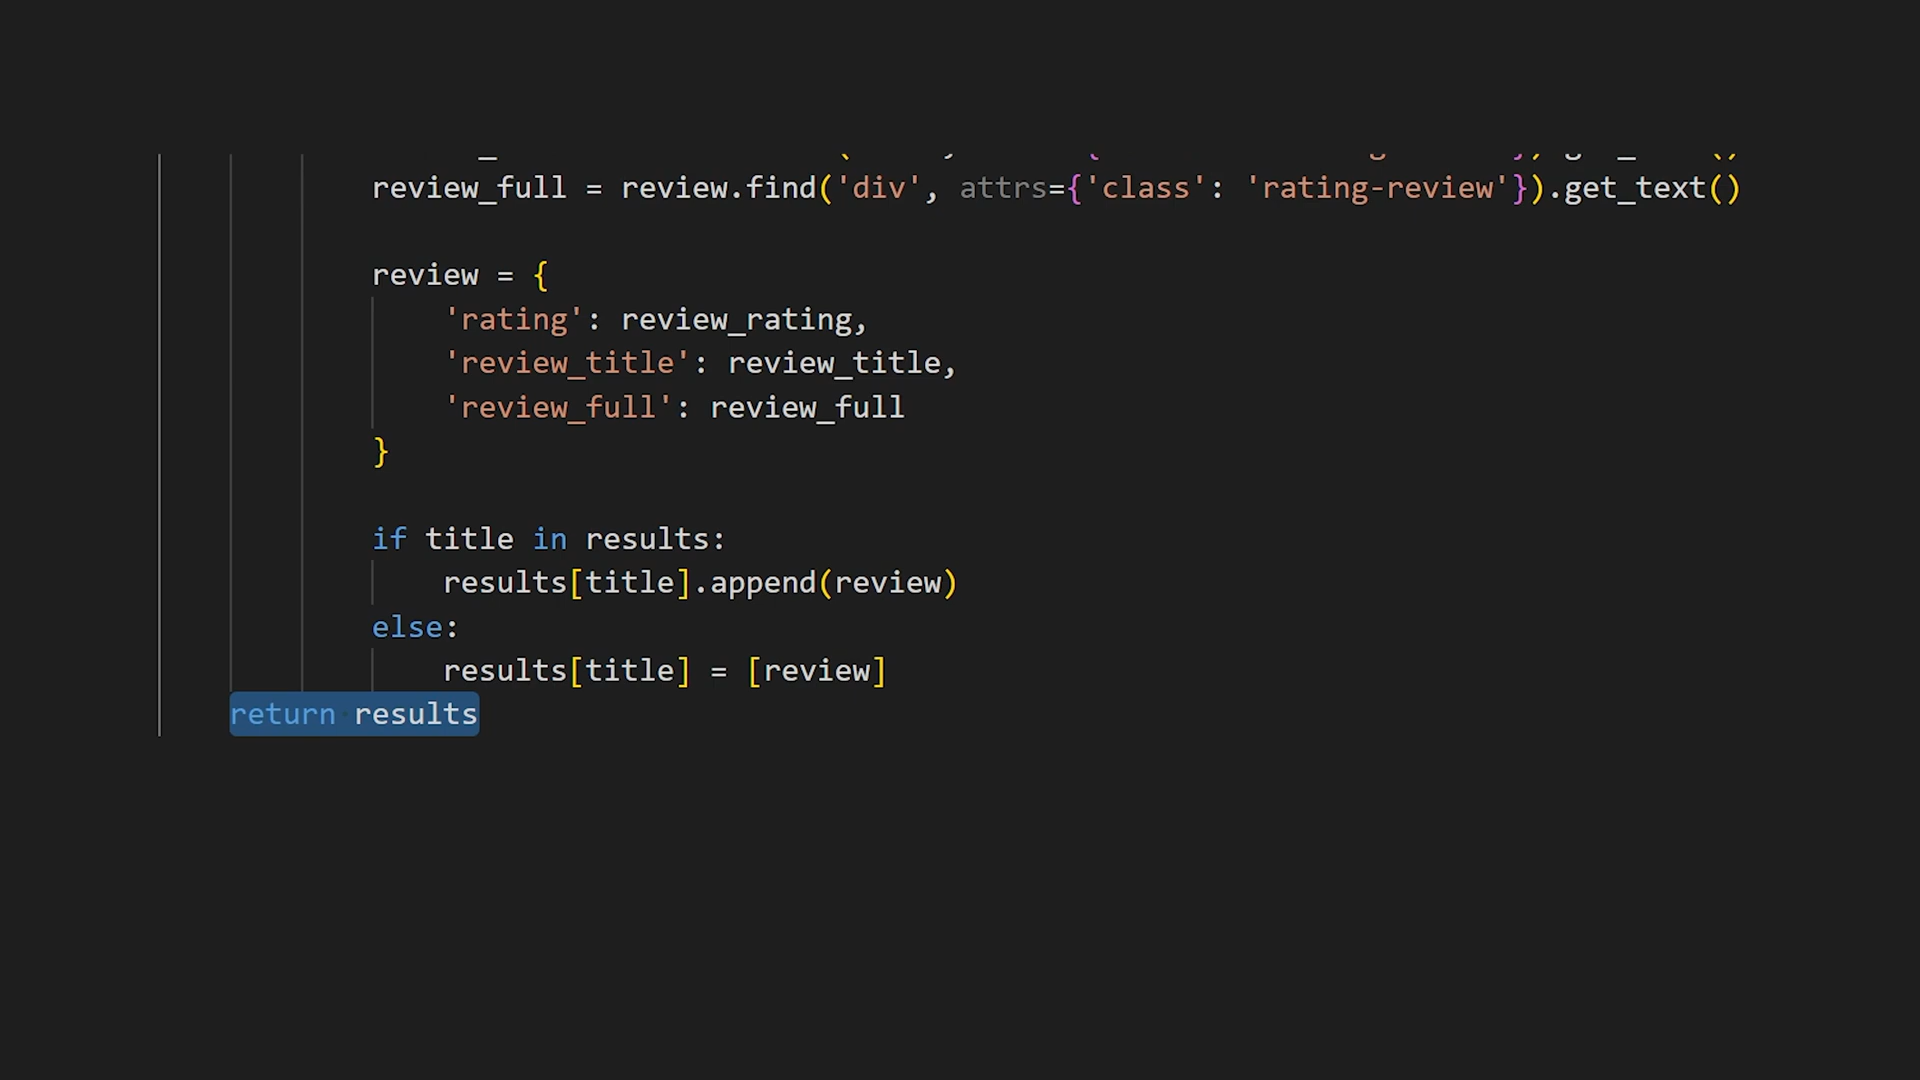 review_full = review.find('div', attrs={'class': 'rating-review'}).get_text()
review = {
'rating': review_rating,
'review_title': review_title,
'review_full': review_full
}
if title in results:
results[title].append(review)
else:
results[title] = [review]
return results